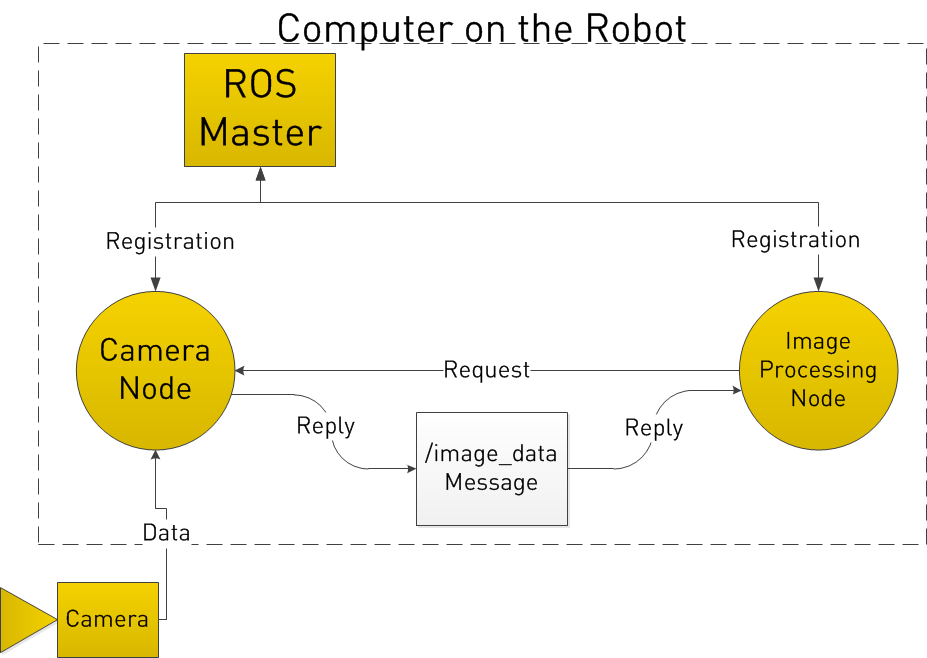 Computer on the Robot
ROS
Master
Registration
Registration
Camera
Node
Request
Image
Processing
Node
Reply
/image_data
Message
Reply
Data
Camera